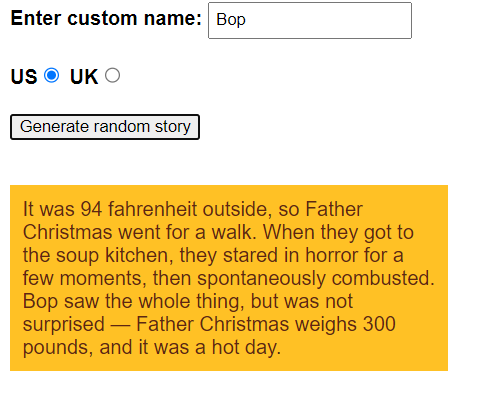 Enter custom name: Bop
US UK
Generate random story
It was 94 fahrenheit outside, so Father
Christmas went for a walk. When they got to
the soup kitchen, they stared in horror for a
few moments, then spontaneously combusted.
Bop saw the whole thing, but was not
surprised — Father Christmas weighs 300
pounds, and it was a hot day.